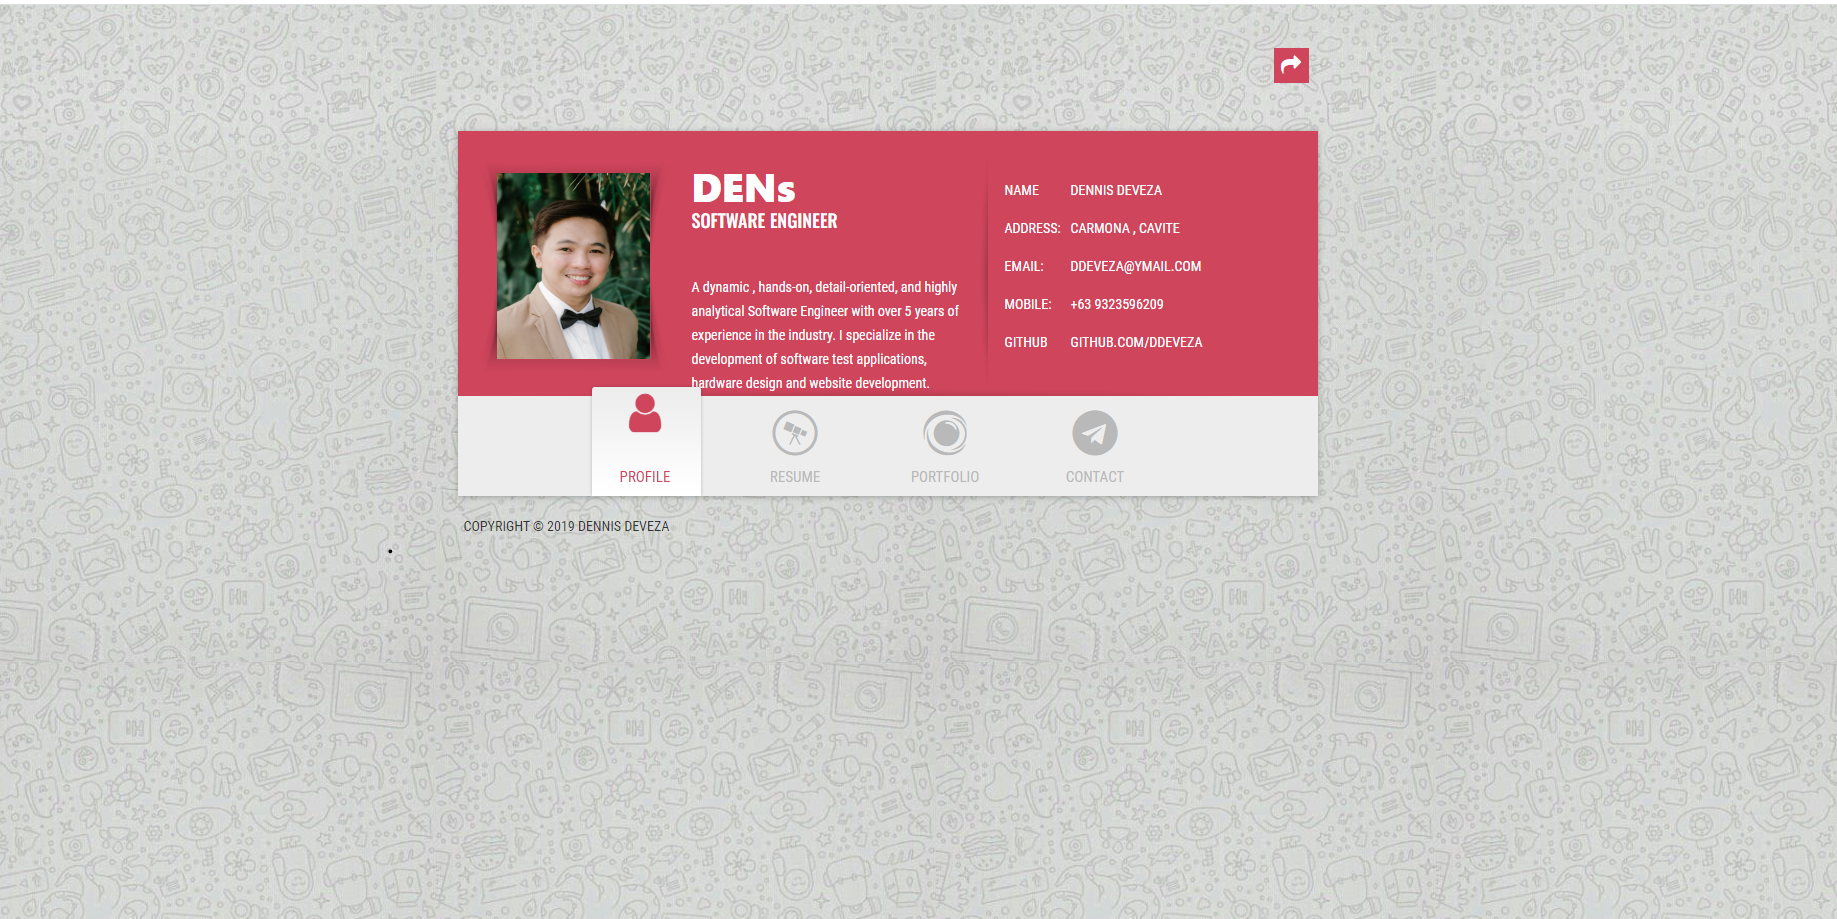 DENs
SOFTWARE ENGINEER
A dynamic , hands-on, detail-oriented, and highly
analytical Software Engineer with over 5 years of
experience in the industry. I specialize in the
development of software test applications,
hardware design and website development.
NAME DENNIS DEVEZA
ADDRESS: CARMONA , CAVITE
EMAIL: DDEVEZA@YMAIL.COM
MOBILE: +63 9323596209
GITHUB GITHUB.COM/DDEVEZA
PROFILE RESUME PORTFOLIO CONTACT
COPYRIGHT © 2019 DENNIS DEVEZA